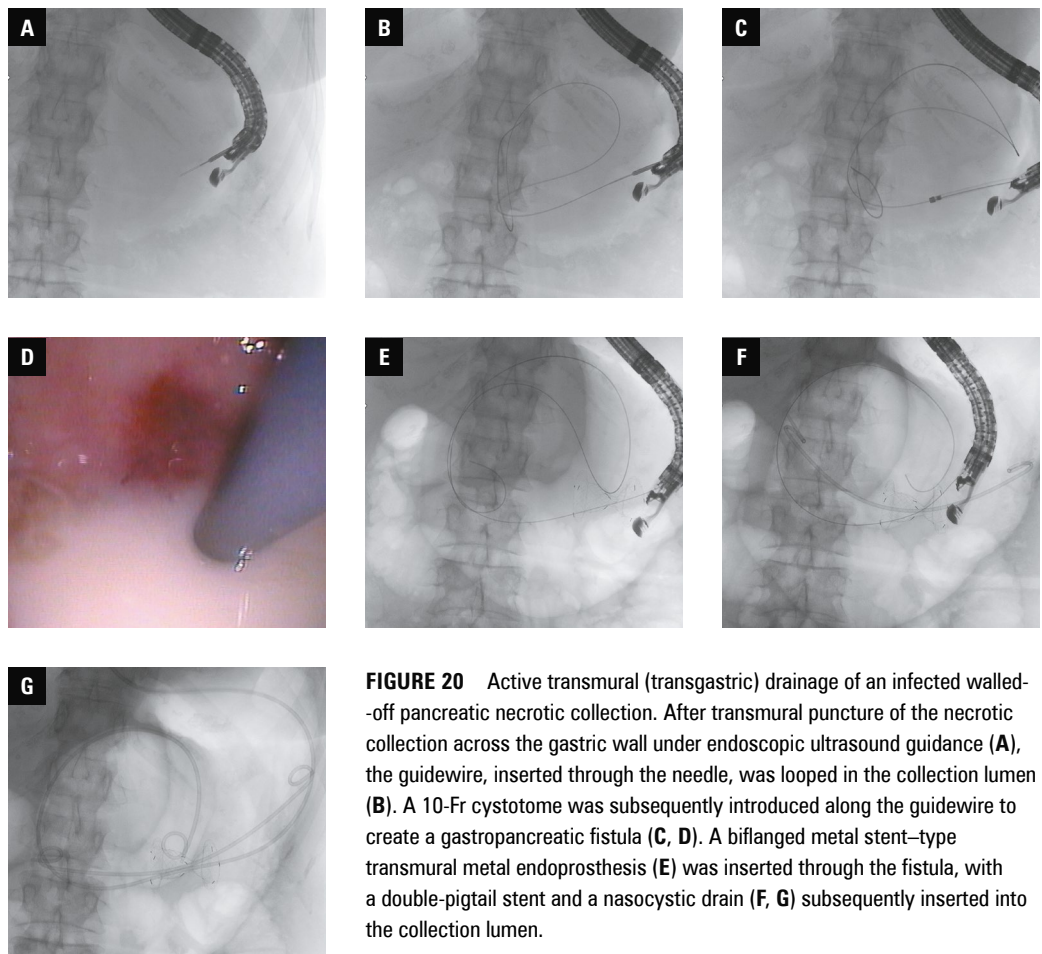 A
B
C
D
E
F
G
FIGURE 20 Active transmural (transgastric) drainage of an infected walled-
-off pancreatic necrotic collection. After transmural puncture of the necrotic
collection across the gastric wall under endoscopic ultrasound guidance (A),
the guidewire, inserted through the needle, was looped in the collection lumen
(B). A 10-Fr cystotome was subsequently introduced along the guidewire to
create a gastropancreatic fistula (C, D). A biflanged metal stent–type
transmural metal endoprosthesis (E) was inserted through the fistula, with
a double-pigtail stent and a nasocystic drain (F, G) subsequently inserted into
the collection lumen.